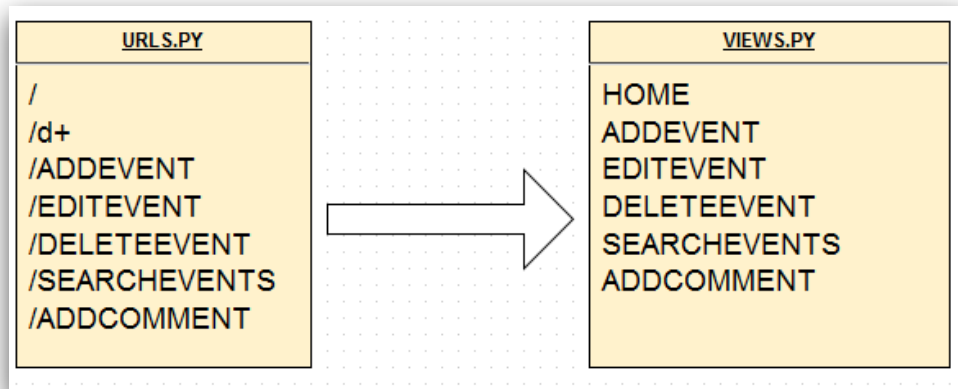 URLS.PY
/
/d+
/ADDEVENT
/EDITEVENT
/DELETEEVENT
/SEARCHEVENTS
/ADDCOMMENT
VIEWS.PY
HOME
ADDEVENT
EDITEVENT
DELETEEVENT
SEARCHEVENTS
ADDCOMMENT